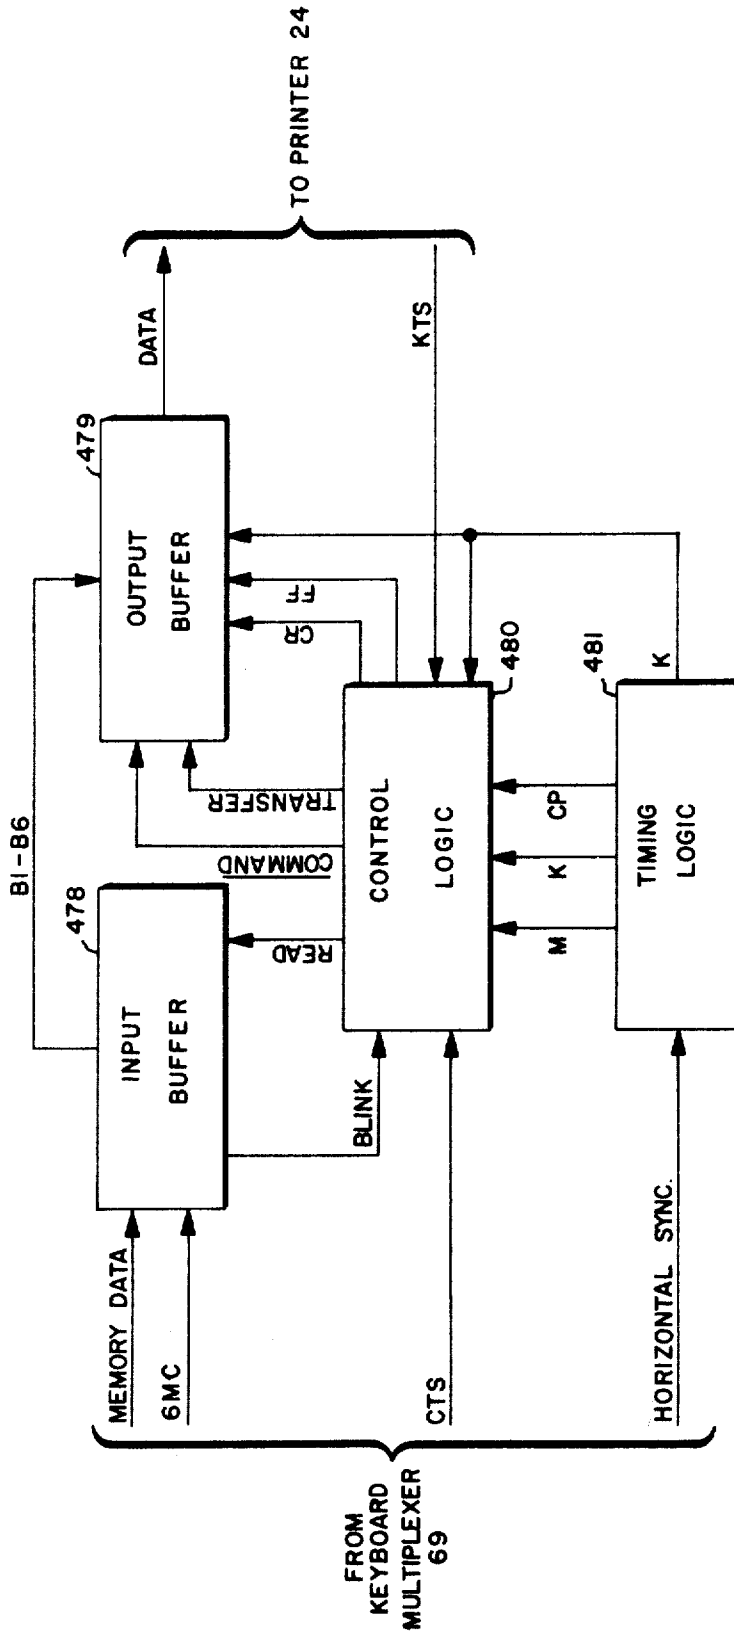 FROM
KEYBOARD
MULTIPLEXER
69
MEMORY DATA
6MC
CTS
HORIZONTAL SYNC.
478
INPUT
BUFFER
B1-B6
BLINK
READ
COMMAND
TRANSFER
CR
FF
479
OUTPUT
BUFFER
DATA
KTS
TO PRINTER 24
480
CONTROL
LOGIC
M
K
CP
481
TIMING
LOGIC
K